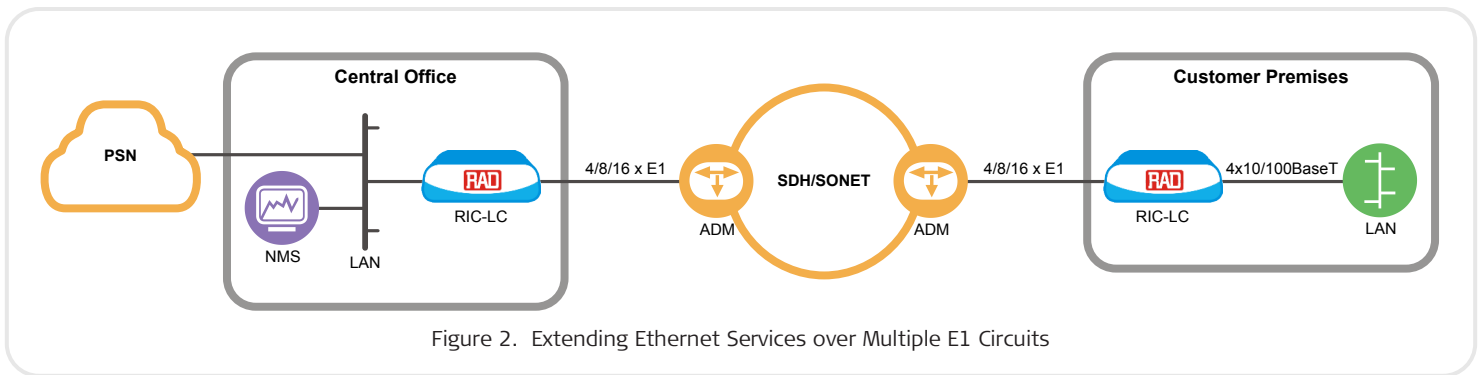 Central Office
Customer Premises
PSN
RAD
4/8/16 x E1
SDH/SONET
4/8/16 x E1
RAD
4x10/100BaseT
RIC-LC
ADM
ADM
RIC-LC
LAN
NMS
LAN
Figure 2. Extending Ethernet Services over Multiple E1 Circuits